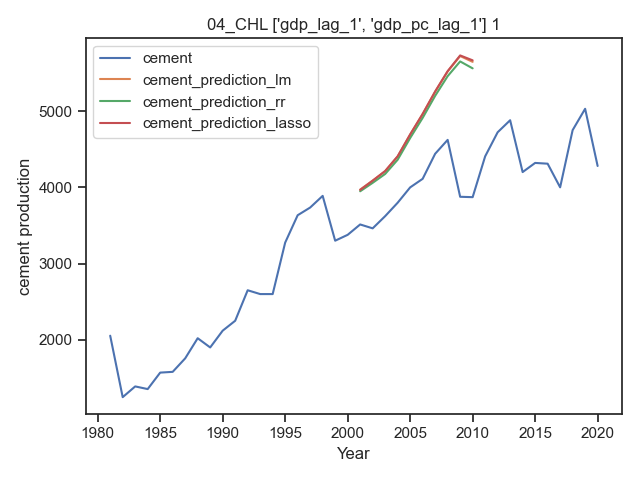 04_CHL ['gdp_lag_1', 'gdp_pc_lag_1'] 1
cement
cement_prediction_lm
cement_prediction_rr
cement_prediction_lasso
cement production
5000
4000
3000
2000
1980 1985 1990 1995 2000 2005 2010 2015 2020
Year